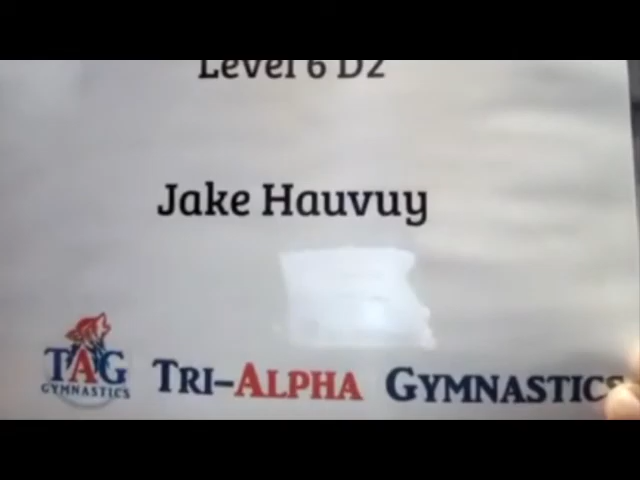 Level 6 D2
Jake Hauvuy
TAG
GYMNASTICS
TRI-ALPHA GYMNASTICS